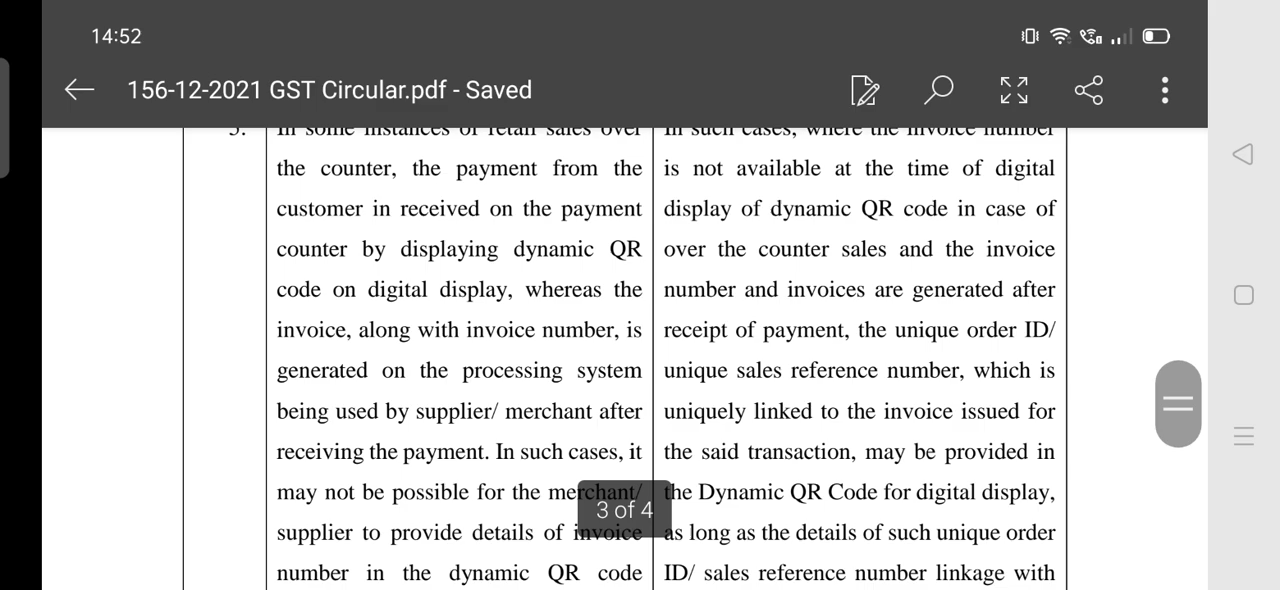 14:52
156-12-2021 GST Circular.pdf - Saved
In some instances of retail sales over
the counter, the payment from the
customer in received on the payment
counter by displaying dynamic QR
code on digital display, whereas the
invoice, along with invoice number, is
generated on the processing system
being used by supplier/ merchant after
receiving the payment. In such cases, it
may not be possible for the merchant/
supplier to provide details of invoice
number in the dynamic QR code
In such cases, where the invoice number
is not available at the time of digital
display of dynamic QR code in case of
over the counter sales and the invoice
number and invoices are generated after
receipt of payment, the unique order ID/
unique sales reference number, which is
uniquely linked to the invoice issued for
the said transaction, may be provided in
the Dynamic QR Code for digital display,
as long as the details of such unique order
ID/ sales reference number linkage with
3 of 4